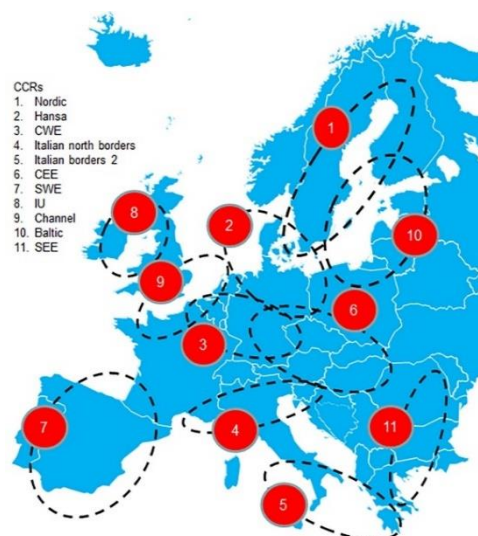 CCRs
1. Nordic
2. Hansa
3. CWE
4. Italian north borders
5. Italian borders 2
6. CEE
7. SWE
8. IU
9. Channel
10. Baltic
11. SEE
1
8
2
10
9
6
3
7
4
11
5